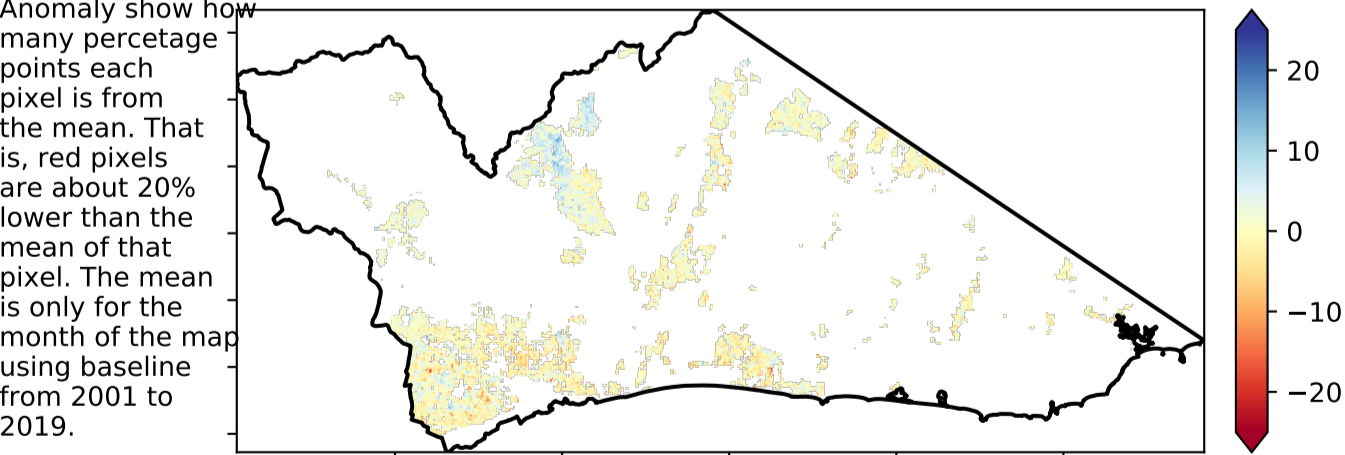 Anomaly show how
many percetage
points each
pixel is from
the mean. That
is, red pixels
are about 20%
lower than the
mean of that
pixel. The mean
is only for the
month of the map
using baseline
from 2001 to
2019.
20
10
0
−10
−20